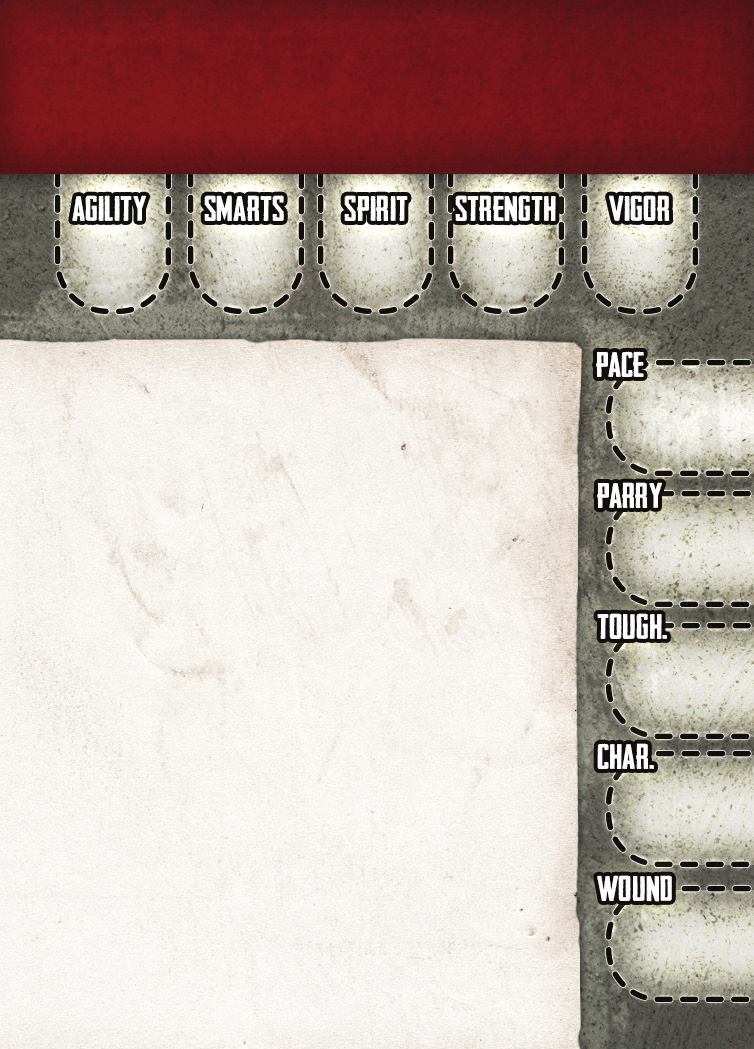 AGILITY SMARTS SPIRIT STRENGTH VIGOR
PACE
PARRY
TOUGH.
CHAR.
WOUND